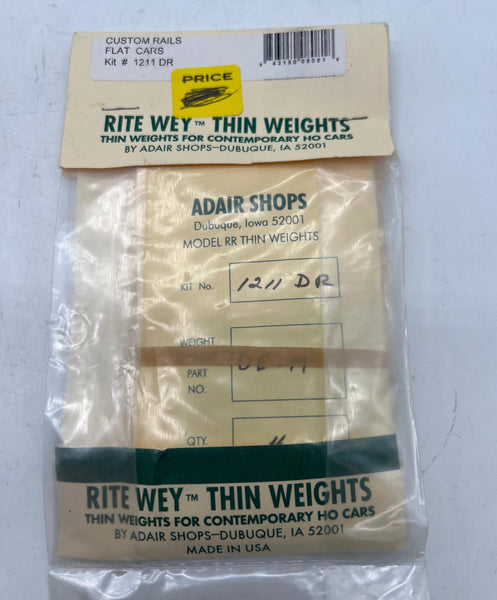 CUSTOM RAILS
FLAT CARS
Kit # 1211 DR
PRICE
RITE WEY™ THIN WEIGHTS
THIN WEIGHTS FOR CONTEMPORARY HO CARS
BY ADAIR SHOPS—DUBUQUE, IA 52001
ADAIR SHOPS
Dubuque, Iowa 52001
MODEL RR THIN WEIGHTS
KIT No. 1211 DR
WEIGHT
PART
NO.
QTY.
RITE WEY™ THIN WEIGHTS
THIN WEIGHTS FOR CONTEMPORARY HO CARS
BY ADAIR SHOPS—DUBUQUE, IA 52001
MADE IN USA